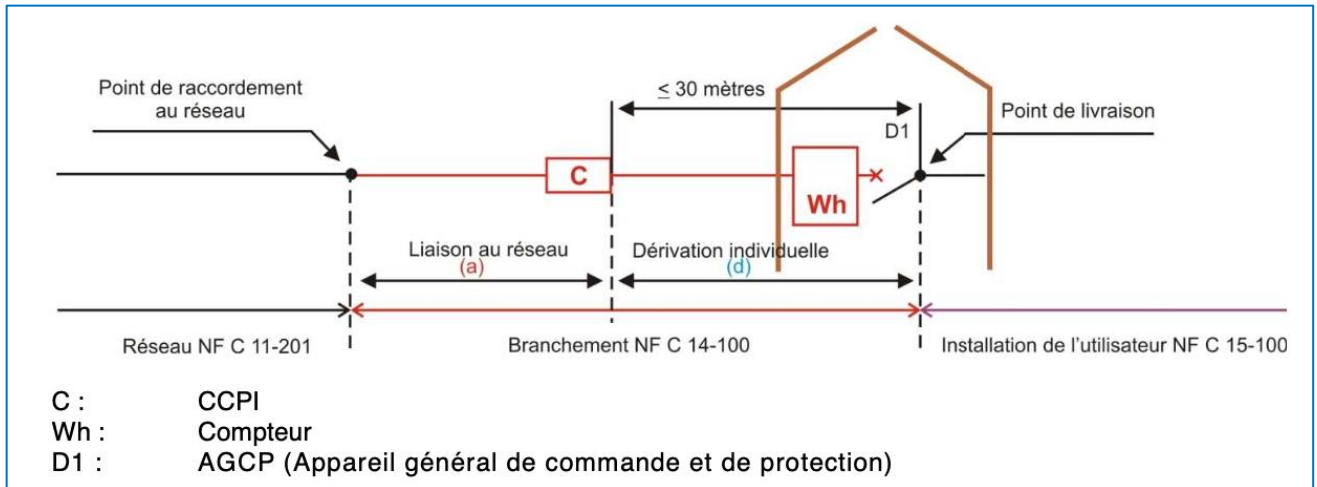 Point de raccordement
au réseau
≤ 30 mètres
D1
Point de livraison
C
Wh
Liaison au réseau
(a)
Dérivation individuelle
(d)
Réseau NF C 11-201
Branchement NF C 14-100
Installation de l'utilisateur NF C 15-100
C : CCPI
Wh : Compteur
D1 : AGCP (Appareil général de commande et de protection)